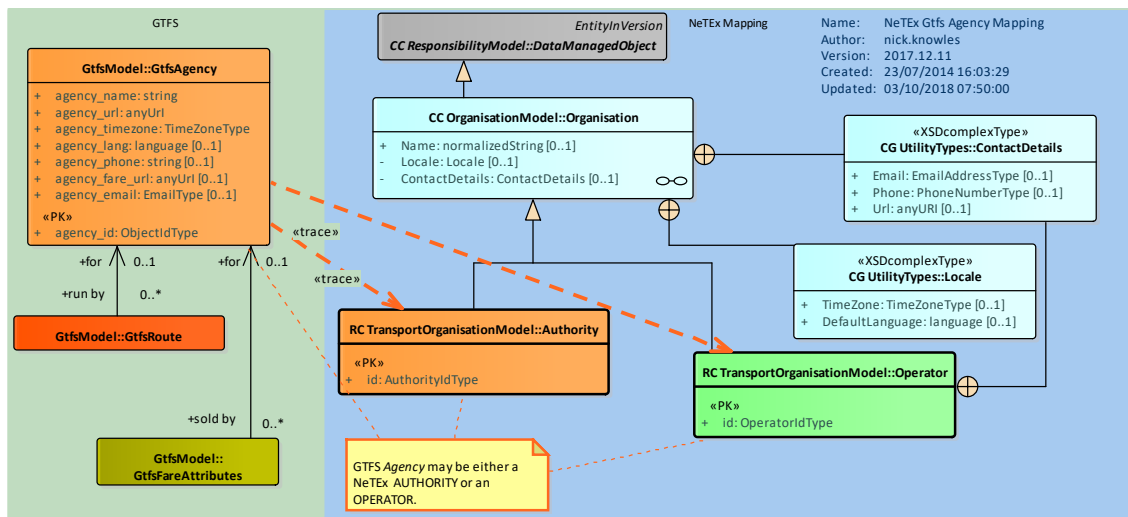 GTFS
GtfsModel::GtfsAgency
+ agency_name: string
+ agency_url: anyUrI
+ agency_timezone: TimeZoneType
+ agency_lang: language [0..1]
+ agency_phone: string [0..1]
+ agency_fare_url: anyUrI [0..1]
+ agency_email: EmailType [0..1]
«PK»
+ agency_id: ObjectIdType
+for 0..1
+run by 0..*
GtfsModel::GtfsRoute
+for 0..1
+sold by 0..*
GtfsModel::
GtfsFareAttributes
NeTEx Mapping
Name: NeTEx Gtfs Agency Mapping
Author: nick.knowles
Version: 2017.12.11
Created: 23/07/2014 16:03:29
Updated: 03/10/2018 07:50:00
EntityInVersion
CC ResponsibilityModel::DataManagedObject
CC OrganisationModel::Organisation
+ Name: normalizedString [0..1]
- Locale: Locale [0..1]
- ContactDetails: ContactDetails [0..1]
«XSDcomplexType»
CG UtilityTypes::ContactDetails
+ Email: EmailAddressType [0..1]
+ Phone: PhoneNumberType [0..1]
+ Url: anyURI [0..1]
«XSDcomplexType»
CG UtilityTypes::Locale
+ TimeZone: TimeZoneType [0..1]
+ DefaultLanguage: language [0..1]
«trace»
«trace»
RC TransportOrganisationModel::Authority
«PK»
+ id: AuthorityIdType
RC TransportOrganisationModel::Operator
«PK»
+ id: OperatorIdType
GTFS Agency may be either a
NeTEx AUTHORITY or an
OPERATOR.